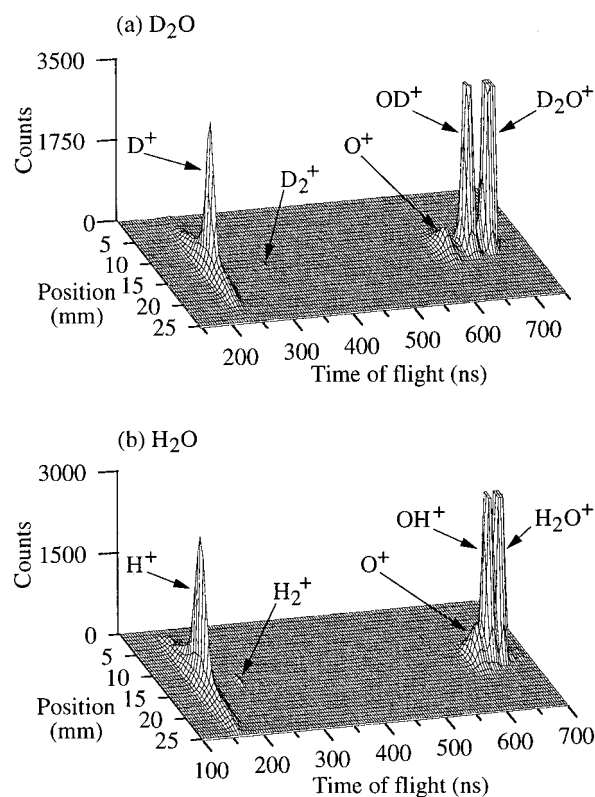 (a) D₂O
3500
1750
0
Counts
D⁺
D₂⁺
O⁺
OD⁺
D₂O⁺
5
10
15
20
25
Position
(mm)
200
300
400
500
600
700
Time of flight (ns)
(b) H₂O
3000
1500
0
Counts
H⁺
H₂⁺
O⁺
OH⁺
H₂O⁺
5
10
15
20
25
Position
(mm)
100
200
300
400
500
600
700
Time of flight (ns)